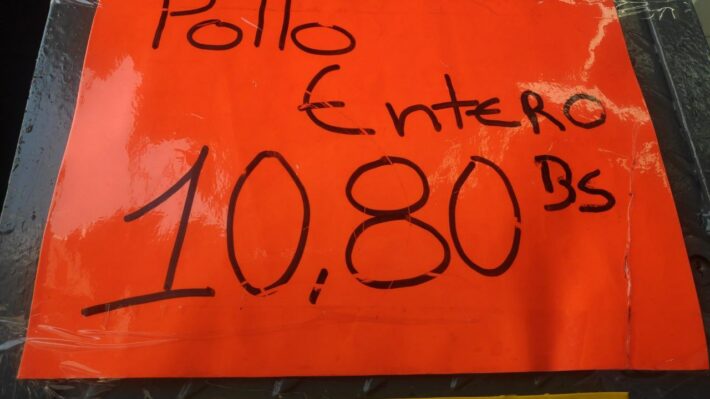 Pollo
EntERO
10,80 BS